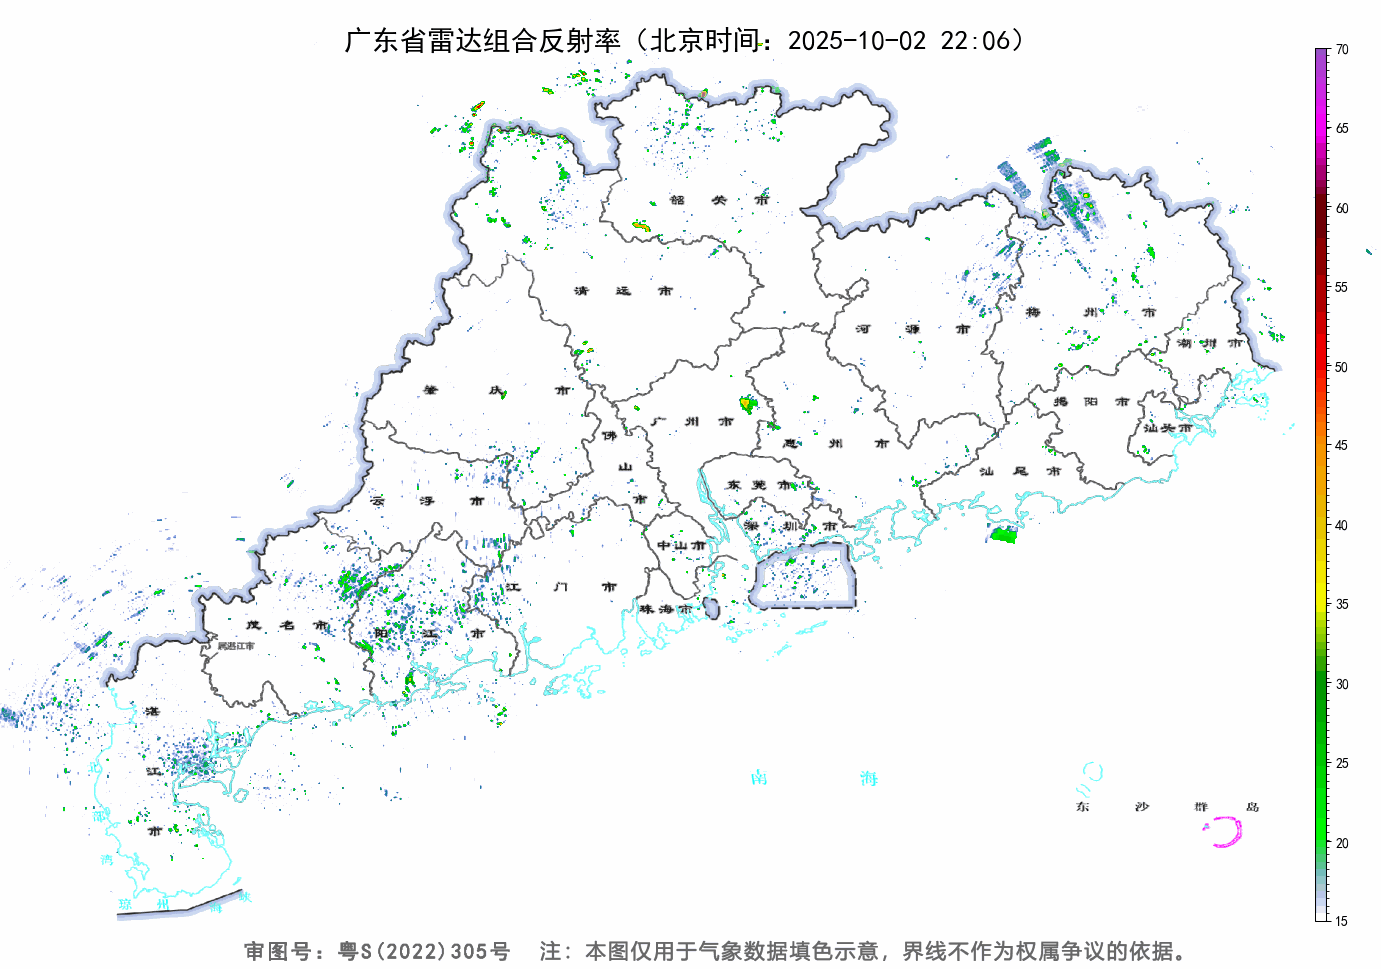 广东省雷达组合反射率（北京时间：2025-10-02 22:06）
70
65
60
55
50
45
40
35
30
25
20
15
韶关市
清远市
河源市
梅州市
潮州市
肇庆市
广州市
惠州市
揭阳市
汕头市
佛山市
云浮市
东莞市
汕尾市
深圳市
中山市
江门市
珠海市
茂名市
属湛江市
阳江市
湛江市
南海
东沙群岛
北部湾
琼州海峡
审图号：粤S(2022)305号 注：本图仅用于气象数据填色示意，界线不作为权属争议的依据。